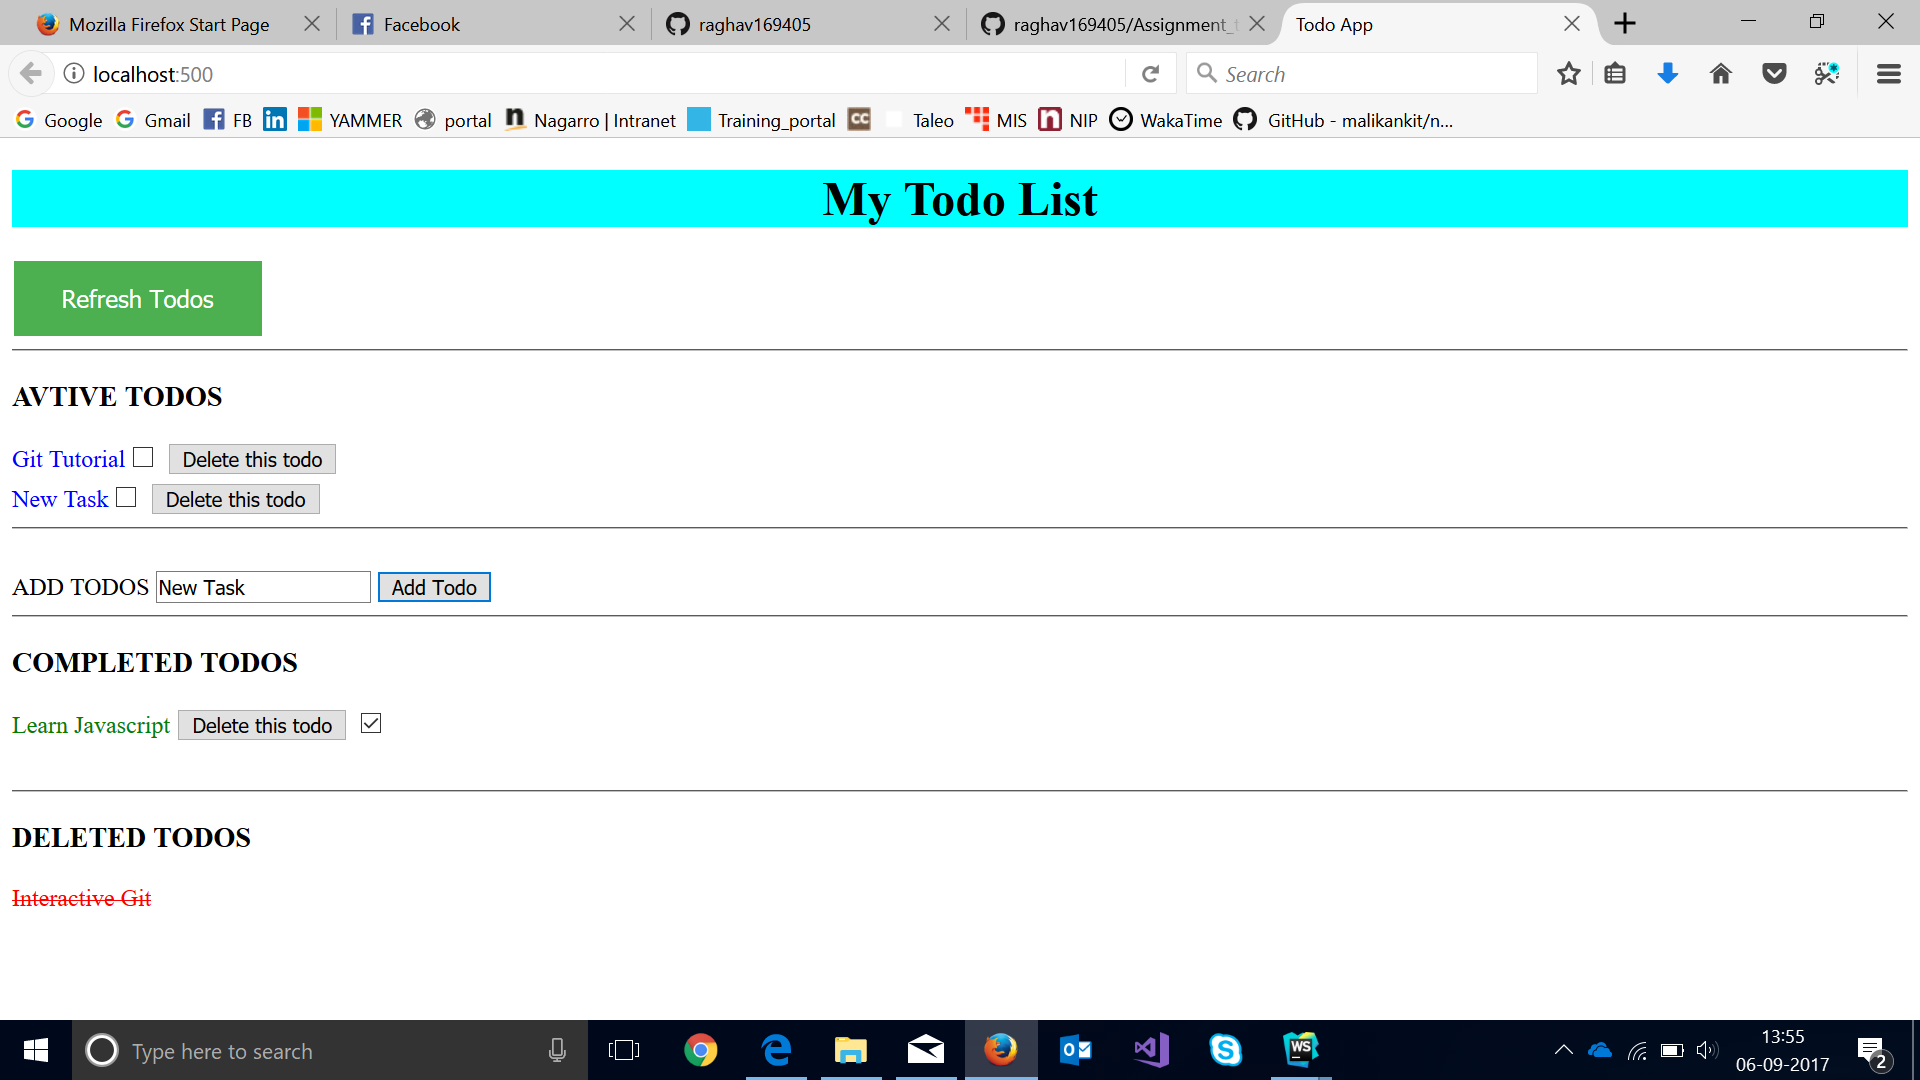 Mozilla Firefox Start Page Facebook raghav169405 raghav169405/Assignment_t Todo App
localhost:500 Search
Google Gmail FB in YAMMER portal n Nagarro | Intranet Training_portal CC Taleo MIS n NIP WakaTime GitHub - malikankit/n...
My Todo List
Refresh Todos
AVTIVE TODOS
Git Tutorial Delete this todo
New Task Delete this todo
ADD TODOS New Task Add Todo
COMPLETED TODOS
Learn Javascript Delete this todo
DELETED TODOS
Interactive Git
Type here to search WS 13:55
06-09-2017 2